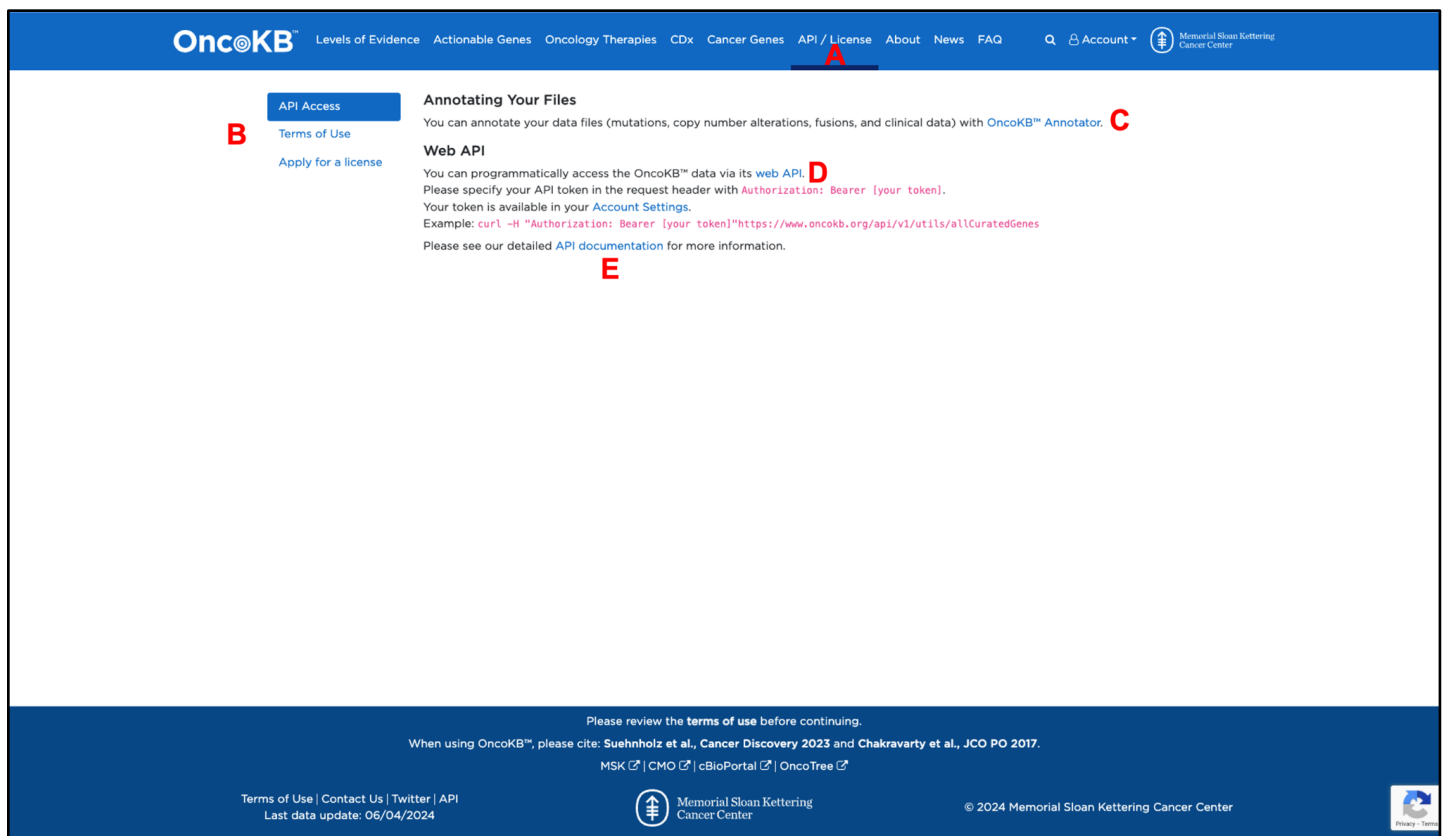 OncoKB™ Levels of Evidence Actionable Genes Oncology Therapies CDx Cancer Genes API / License About News FAQ Account Memorial Sloan Kettering
Cancer Center
A
API Access
B
Terms of Use
Apply for a license
Annotating Your Files
You can annotate your data files (mutations, copy number alterations, fusions, and clinical data) with OncoKB™ Annotator. C
Web API
You can programmatically access the OncoKB™ data via its web API. D
Please specify your API token in the request header with Authorization: Bearer [your token].
Your token is available in your Account Settings.
Example: curl -H "Authorization: Bearer [your token]"https://www.oncokb.org/api/v1/utils/allCuratedGenes
Please see our detailed API documentation for more information.
E
Please review the terms of use before continuing.
When using OncoKB™, please cite: Suehnholz et al., Cancer Discovery 2023 and Chakravarty et al., JCO PO 2017.
MSK | CMO | cBioPortal | OncoTree
Terms of Use | Contact Us | Twitter | API
Last data update: 06/04/2024
Memorial Sloan Kettering
Cancer Center
© 2024 Memorial Sloan Kettering Cancer Center
Privacy - Terms